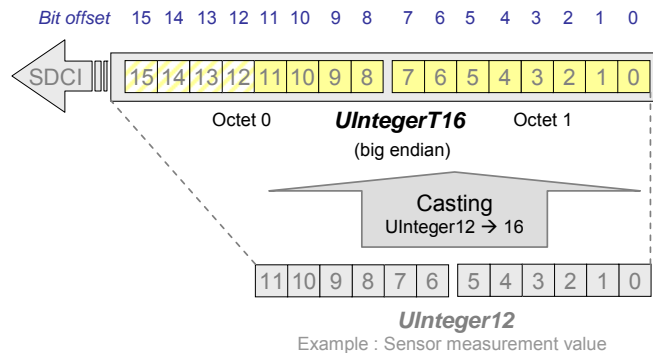 Bit offset 15 14 13 12 11 10 9 8 7 6 5 4 3 2 1 0
SDCI 15 14 13 12 11 10 9 8 7 6 5 4 3 2 1 0
Octet 0 UIntegerT16 Octet 1
(big endian)
Casting
UInteger12 → 16
11 10 9 8 7 6 5 4 3 2 1 0
UInteger12
Example : Sensor measurement value